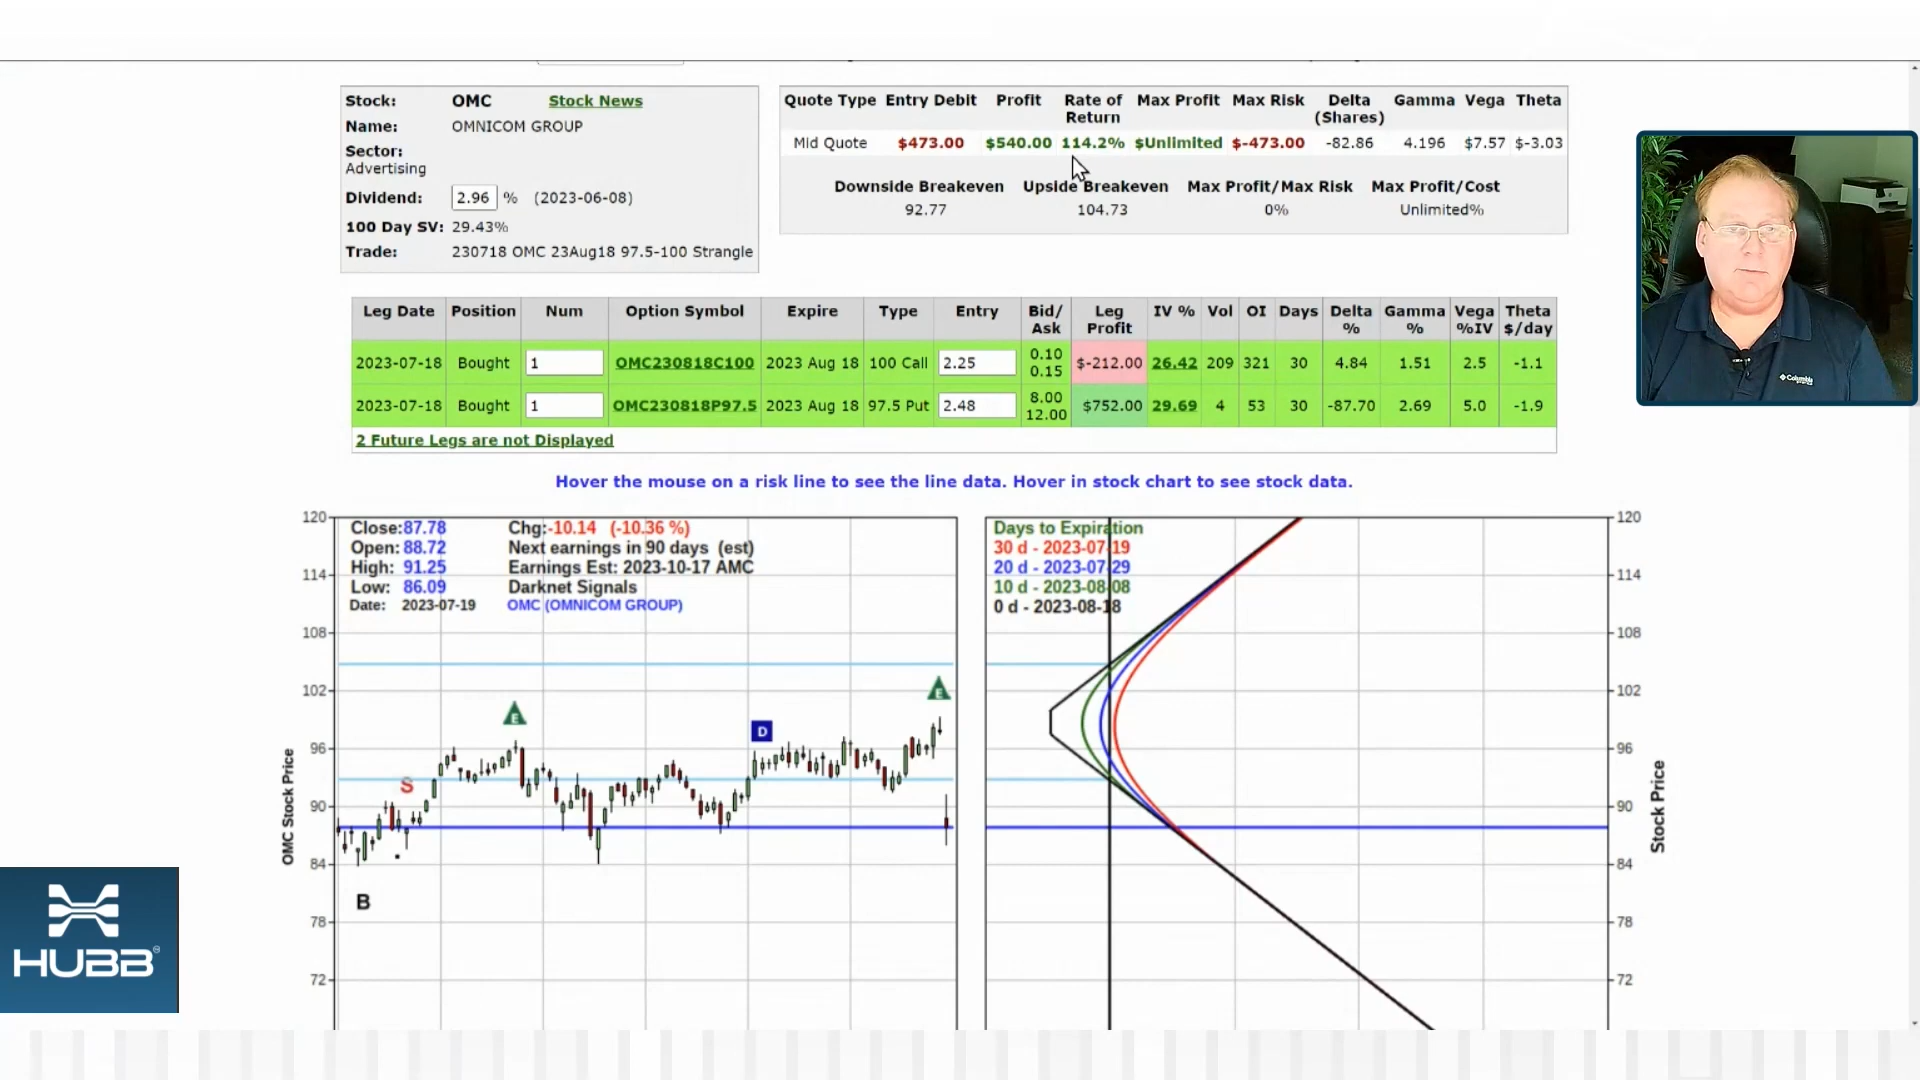 Stock: OMC Stock News
Name: OMNICOM GROUP
Sector:
Advertising
Dividend: 2.96 % (2023-06-08)
100 Day SV: 29.43%
Trade: 230718 OMC 23Aug18 97.5-100 Strangle
Quote Type Entry Debit Profit Rate of Return Max Profit Max Risk Delta (Shares) Gamma Vega Theta
Mid Quote $473.00 $540.00 114.2% $Unlimited $-473.00 -82.86 4.196 $7.57 $-3.03
Downside Breakeven Upside Breakeven Max Profit/Max Risk Max Profit/Cost
92.77 104.73 0% Unlimited%
Leg Date Position Num Option Symbol Expire Type Entry Bid/ Ask Leg Profit IV % Vol OI Days Delta % Gamma % Vega %IV Theta $/day
2023-07-18 Bought 1 OMC230818C100 2023 Aug 18 100 Call 2.25 0.10 0.15 $-212.00 26.42 209 321 30 4.84 1.51 2.5 -1.1
2023-07-18 Bought 1 OMC230818P97.5 2023 Aug 18 97.5 Put 2.48 8.00 12.00 $752.00 29.69 4 53 30 -87.70 2.69 5.0 -1.9
2 Future Legs are not Displayed
Hover the mouse on a risk line to see the line data. Hover in stock chart to see stock data.
Close:87.78 Chg:-10.14 (-10.36 %)
Open: 88.72 Next earnings in 90 days (est)
High: 91.25 Earnings Est: 2023-10-17 AMC
Low: 86.09 Darknet Signals
Date: 2023-07-19 OMC (OMNICOM GROUP)
120
114
108
102
96
90
84
78
72
OMC Stock Price
E
E
D
S
B
Days to Expiration
30 d - 2023-07-19
20 d - 2023-07-29
10 d - 2023-08-08
0 d - 2023-08-18
120
114
108
102
96
90
84
78
72
Stock Price
Columbia
HUBB